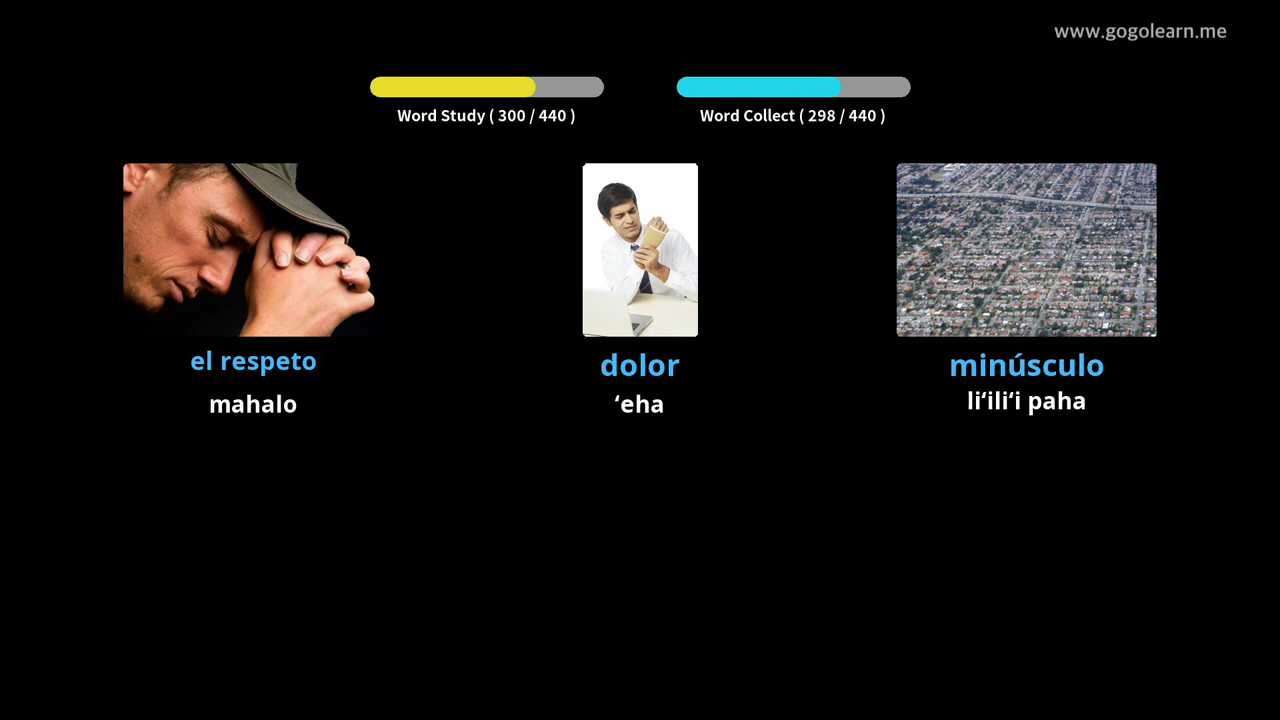 www.gogolearn.me
Word Study ( 300 / 440 )
Word Collect ( 298 / 440 )
el respeto
mahalo
dolor
ʻeha
minúsculo
liʻiliʻi paha